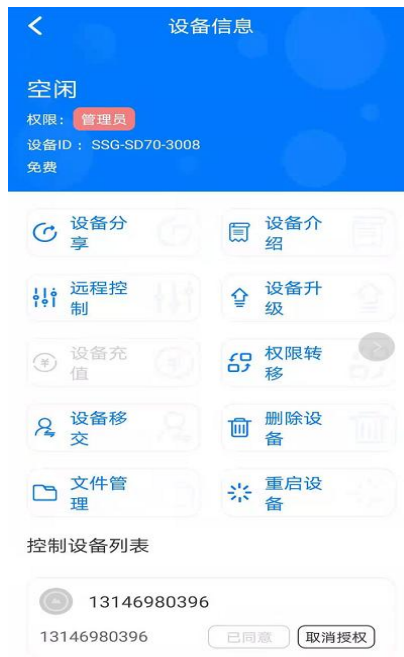 设备信息
空闲
权限： 管理员
设备ID ： SSG-SD70-3008
免费
设备分
享
设备介
绍
远程控
制
设备升
级
设备充
值
权限转
移
设备移
交
删除设
备
文件管
理
重启设
备
控制设备列表
13146980396
13146980396 已同意 取消授权